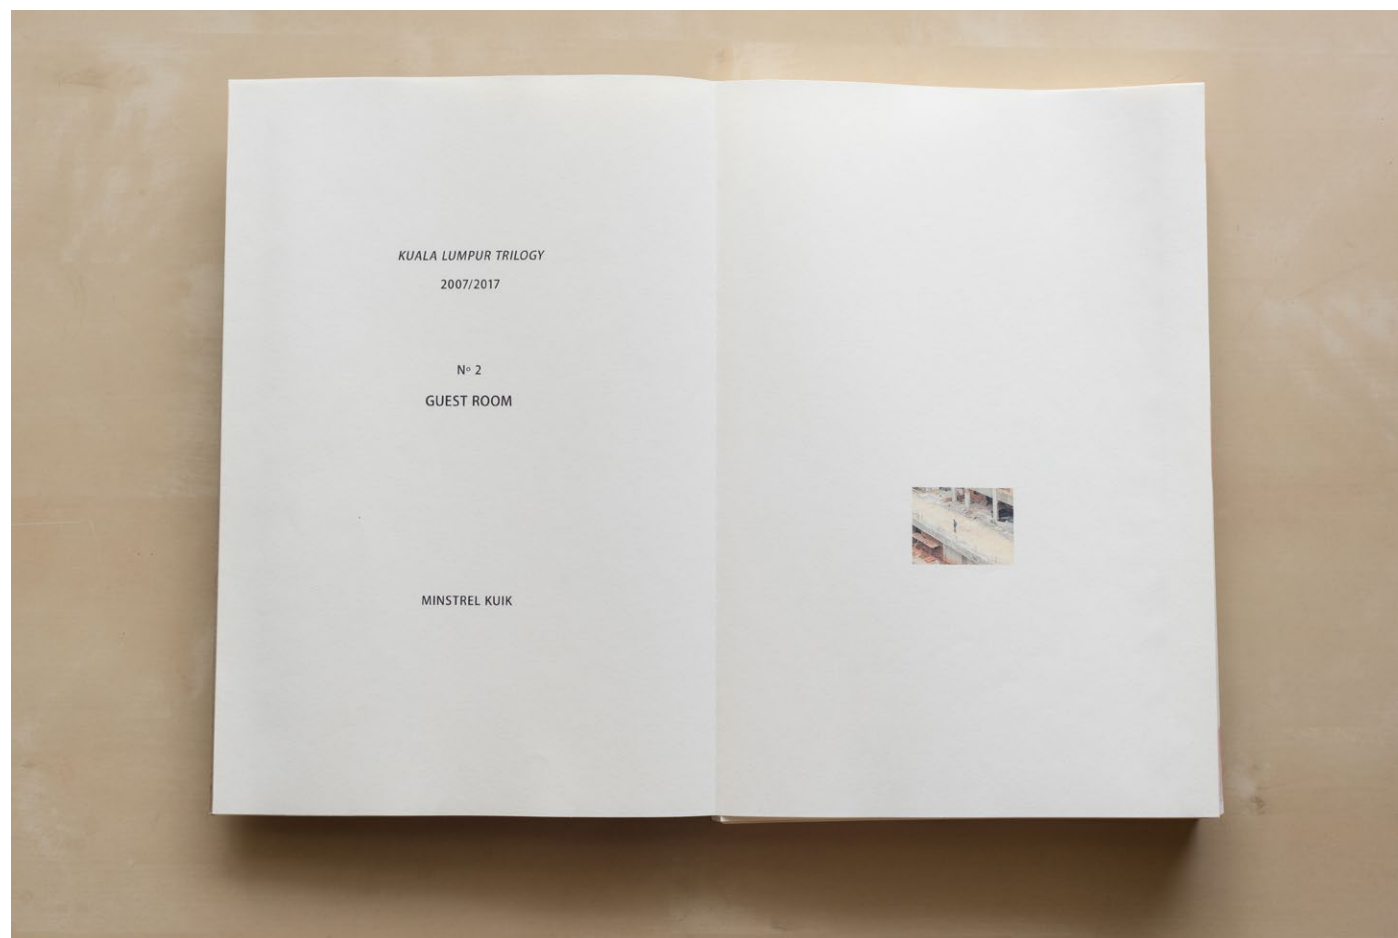 KUALA LUMPUR TRILOGY
2007/2017
Nº 2
GUEST ROOM
MINSTREL KUIK